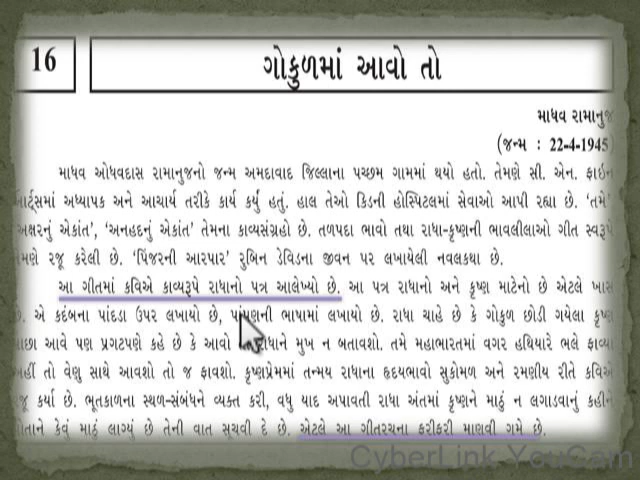 16
ગોકુળમાં આવો તો
માધવ રામાનુજ
(જન્મ : 22-4-1945)
માધવ ઓધવદાસ રામાનુજનો જન્મ અમદાવાદ જિલ્લાના પચ્છમ ગામમાં થયો હતો. તેમણે સી. એન. ફાઇન
આર્ટ્સમાં અધ્યાપક અને આચાર્ય તરીકે કાર્ય કર્યું હતું. હાલ તેઓ કિડની હૉસ્પિટલમાં સેવાઓ આપી રહ્યા છે. ‘તમે’
‘અક્ષરનું એકાંત’, ‘અનહદનું એકાંત’ તેમના કાવ્યસંગ્રહો છે. તળપદા ભાવો તથા રાધા-કૃષ્ણની ભાવલીલાઓ ગીત સ્વરૂપે
તેમણે રજૂ કરેલી છે. ‘પિંજરની આરપાર’ રુબિન ડેવિડના જીવન પર લખાયેલી નવલકથા છે.
આ ગીતમાં કવિએ કાવ્યરૂપે રાધાનો પત્ર આલેખ્યો છે. આ પત્ર રાધાનો અને કૃષ્ણ માટેનો છે એટલે ખાસ
છે. એ કદંબના પાંદડા ઉપર લખાયો છે, પાંપણની ભાષામાં લખાયો છે. રાધા ચાહે છે કે ગોકુળ છોડી ગયેલા કૃષ્ણ
પાછા આવે પણ પ્રગટપણે કહે છે કે આવો રાધાને મુખ ન બતાવશો. તમે મહાભારતમાં વગર હથિયારે ભલે ફાવ્યા
અહીં તો વેણુ સાથે આવશો તો જ ફાવશો. કૃષ્ણપ્રેમમાં તન્મય રાધાના હૃદયભાવો સુકોમળ અને રમણીય રીતે કવિએ
રજૂ કર્યા છે. ભૂતકાળના સ્થળ-સંબંધને વ્યક્ત કરી, વધુ યાદ અપાવતી રાધા અંતમાં કૃષ્ણને માઠું ન લગાડવાનું કહીને
પોતાને કેવું માઠું લાગ્યું છે તેની વાત સૂચવી દે છે. એટલે આ ગીતરચના ફરીફરી માણવી ગમે છે.
CyberLink YouCam